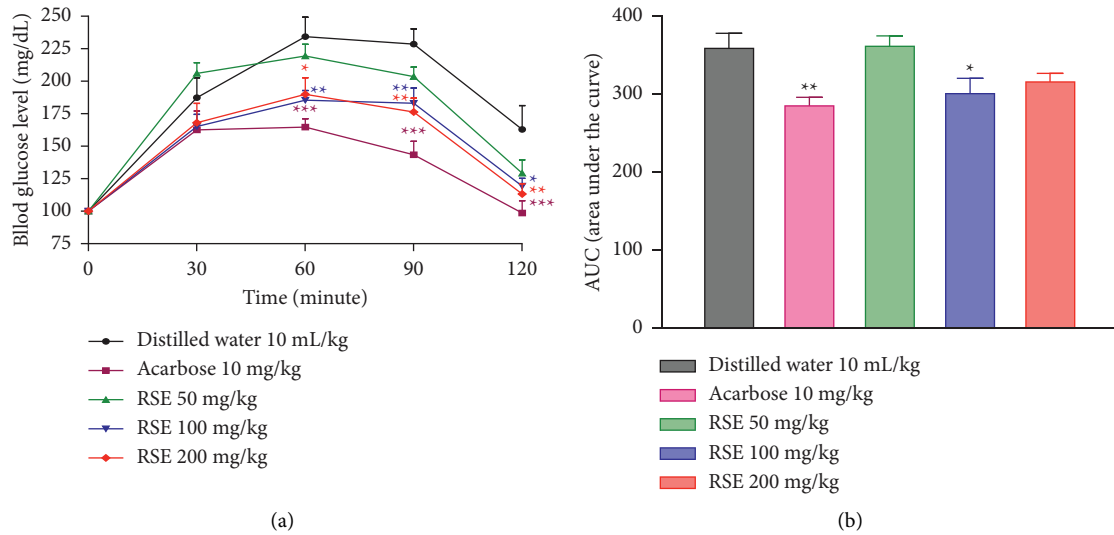 Bllod glucose level (mg/dL)
250
225
200
175
150
125
100
75
*
**
***
**
**
***
*
**
***
0
30
60
90
120
Time (minute)
Distilled water 10 mL/kg
Acarbose 10 mg/kg
RSE 50 mg/kg
RSE 100 mg/kg
RSE 200 mg/kg
(a)
AUC (area under the curve)
400
300
200
100
0
**
*
Distilled water 10 mL/kg
Acarbose 10 mg/kg
RSE 50 mg/kg
RSE 100 mg/kg
RSE 200 mg/kg
(b)